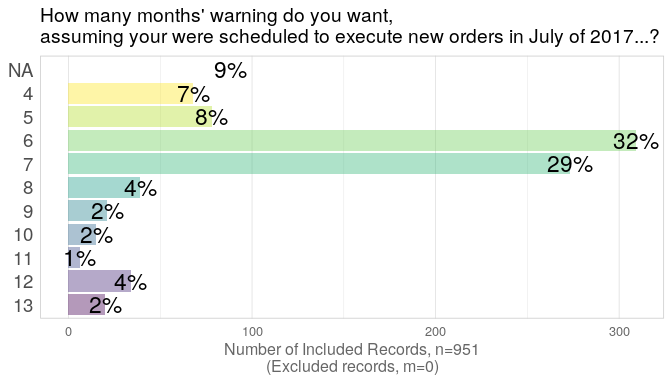 How many months' warning do you want,
assuming your were scheduled to execute new orders in July of 2017...?
NA 9%
4 7%
5 8%
6 32%
7 29%
8 4%
9 2%
10 2%
11 1%
12 4%
13 2%
0 100 200 300
Number of Included Records, n=951
(Excluded records, m=0)